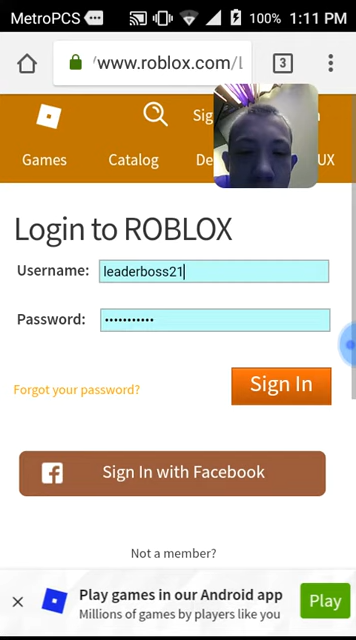 MetroPCS 100% 1:11 PM
/www.roblox.com/l
3
Sig
Games Catalog De UX
Login to ROBLOX
Username: leaderboss21
Password: •••••••••••
Forgot your password?
Sign In
Sign In with Facebook
Not a member?
Play games in our Android app
Millions of games by players like you
Play